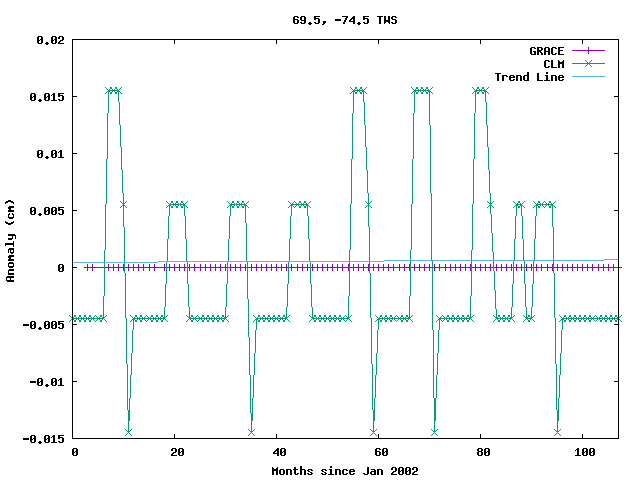 69.5, -74.5 TWS
GRACE
CLM
Trend Line
0.02
0.015
0.01
0.005
0
-0.005
-0.01
-0.015
Anomaly (cm)
0 20 40 60 80 100
Months since Jan 2002